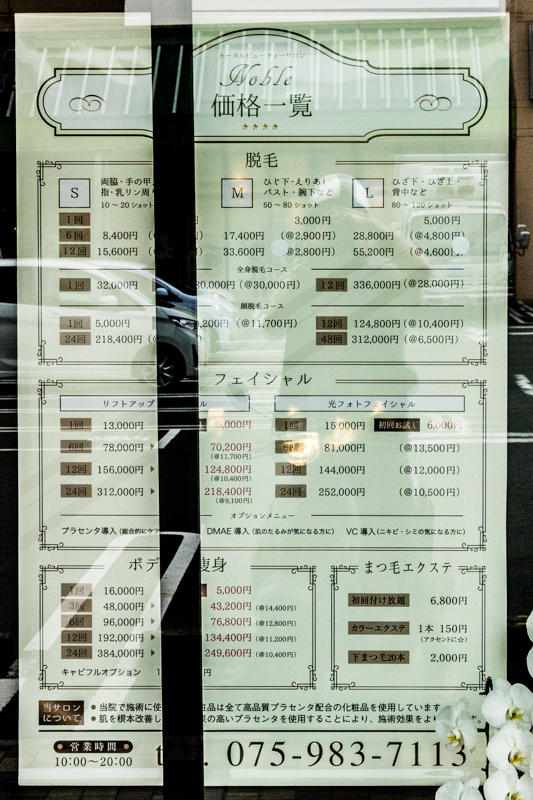 トータルビューティーサロン
Noble
価格一覧
脱毛
S 両脇・手の甲 M ひじ下・えりあし L ひざ下・ひざ上・
指・乳リン周り バスト・腕下など 背中など
10〜20ショット 50〜80ショット 80〜120ショット
1回 3,000円 5,000円
6回 8,400円 17,400円 (@2,900円) 28,800円 (@4,800円)
12回 15,600円 33,600円 @2,800円) 55,200円 (@4,600円)
全身脱毛コース
1回 32,000円 (@30,000円) 12回 336,000円 (@28,000円)
顔脱毛コース
1回 5,000円 (@11,700円) 12回 124,800円 (@10,400円)
24回 218,400円 48回 312,000円 (@6,500円)
フェイシャル
リフトアップ ル 光フォトフェイシャル
1回 13,000円 5,000円 1回 15,000円 初回お試し 6,000円
6回 78,000円 70,200円 6回 81,000円 (@13,500円)
(@11,700円)
12回 156,000円 124,800円 12回 144,000円 (@12,000円)
(@10,400円)
24回 312,000円 218,400円 24回 252,000円 (@10,500円)
(@9,100円)
オプションメニュー
プラセンタ導入 (総合的にケア DMAE導入 (肌のたるみが気になる方に) VC導入 (ニキビ・シミの気になる方)
ボデ 痩身
1回 16,000円 5,000円
3回 48,000円 43,200円 (@14,400円)
6回 96,000円 76,800円 (@12,800円)
12回 192,000円 134,400円 (@11,200円)
24回 384,000円 249,600円 (@10,400円)
キャビフルオプション
まつ毛エクステ
初回付け放題 6,800円
カラーエクステ 1本 150円
(アクセントに☆)
下まつ毛20本 2,000円
当サロンについて
●当院で施術に使 粧品は全て高品質プラセンタ配合の化粧品を使用しています
●肌を根本改善し の高いプラセンタを使用することにより、施術効果を
営業時間
10:00〜20:00
075-983-7113